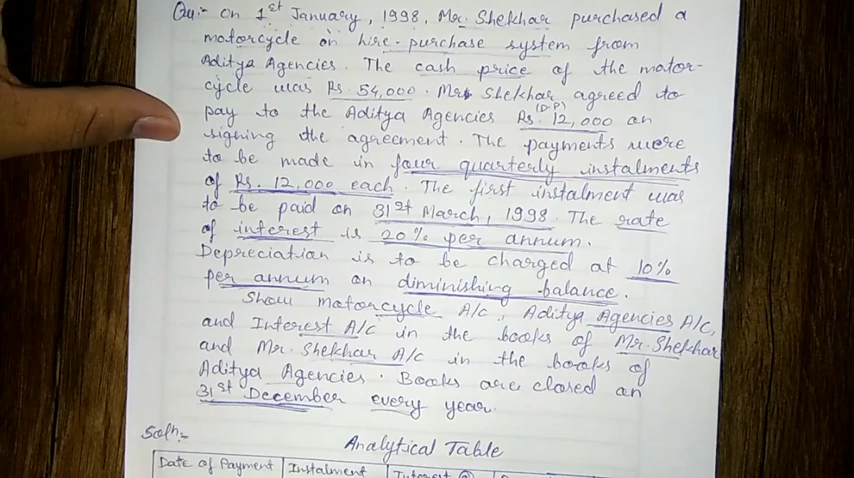 Qu:- On 1st January, 1998, Mr. Shekhar purchased a
motorcycle on hire-purchase system from
Aditya Agencies. The cash price of the motor-
cycle was Rs. 54,000. Mr. Shekhar agreed to
(D.P)
pay to the Aditya Agencies Rs. 12,000 on
signing the agreement. The payments were
to be made in four quarterly instalments
of Rs. 12,000 each. The first instalment was
to be paid on 31st March, 1998. The rate
of interest is 20% per annum.
Depreciation is to be charged at 10%
per annum on diminishing balance.
Show motorcycle A/c, Aditya Agencies A/c,
and Interest A/c in the books of Mr. Shekhar
and Mr. Shekhar A/c in the books of
Aditya Agencies. Books are closed on
31st December every year.
Soln:-
Analytical Table
Date of Payment Instalment Interest @